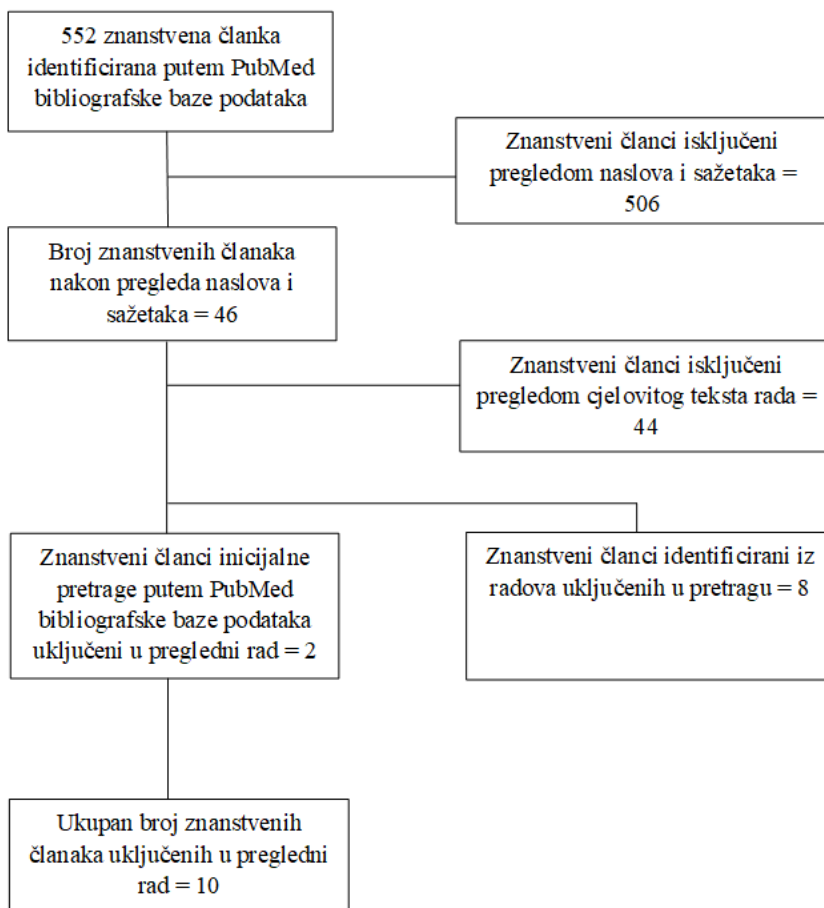 552 znanstvena članka
identificirana putem PubMed
bibliografske baze podataka
Znanstveni članci isključeni
pregledom naslova i sažetaka =
506
Broj znanstvenih članaka
nakon pregleda naslova i
sažetaka = 46
Znanstveni članci isključeni
pregledom cjelovitog teksta rada =
44
Znanstveni članci inicijalne
pretrage putem PubMed
bibliografske baze podataka
uključeni u pregledni rad = 2
Znanstveni članci identificirani iz
radova uključenih u pretragu = 8
Ukupan broj znanstvenih
članaka uključenih u pregledni
rad = 10